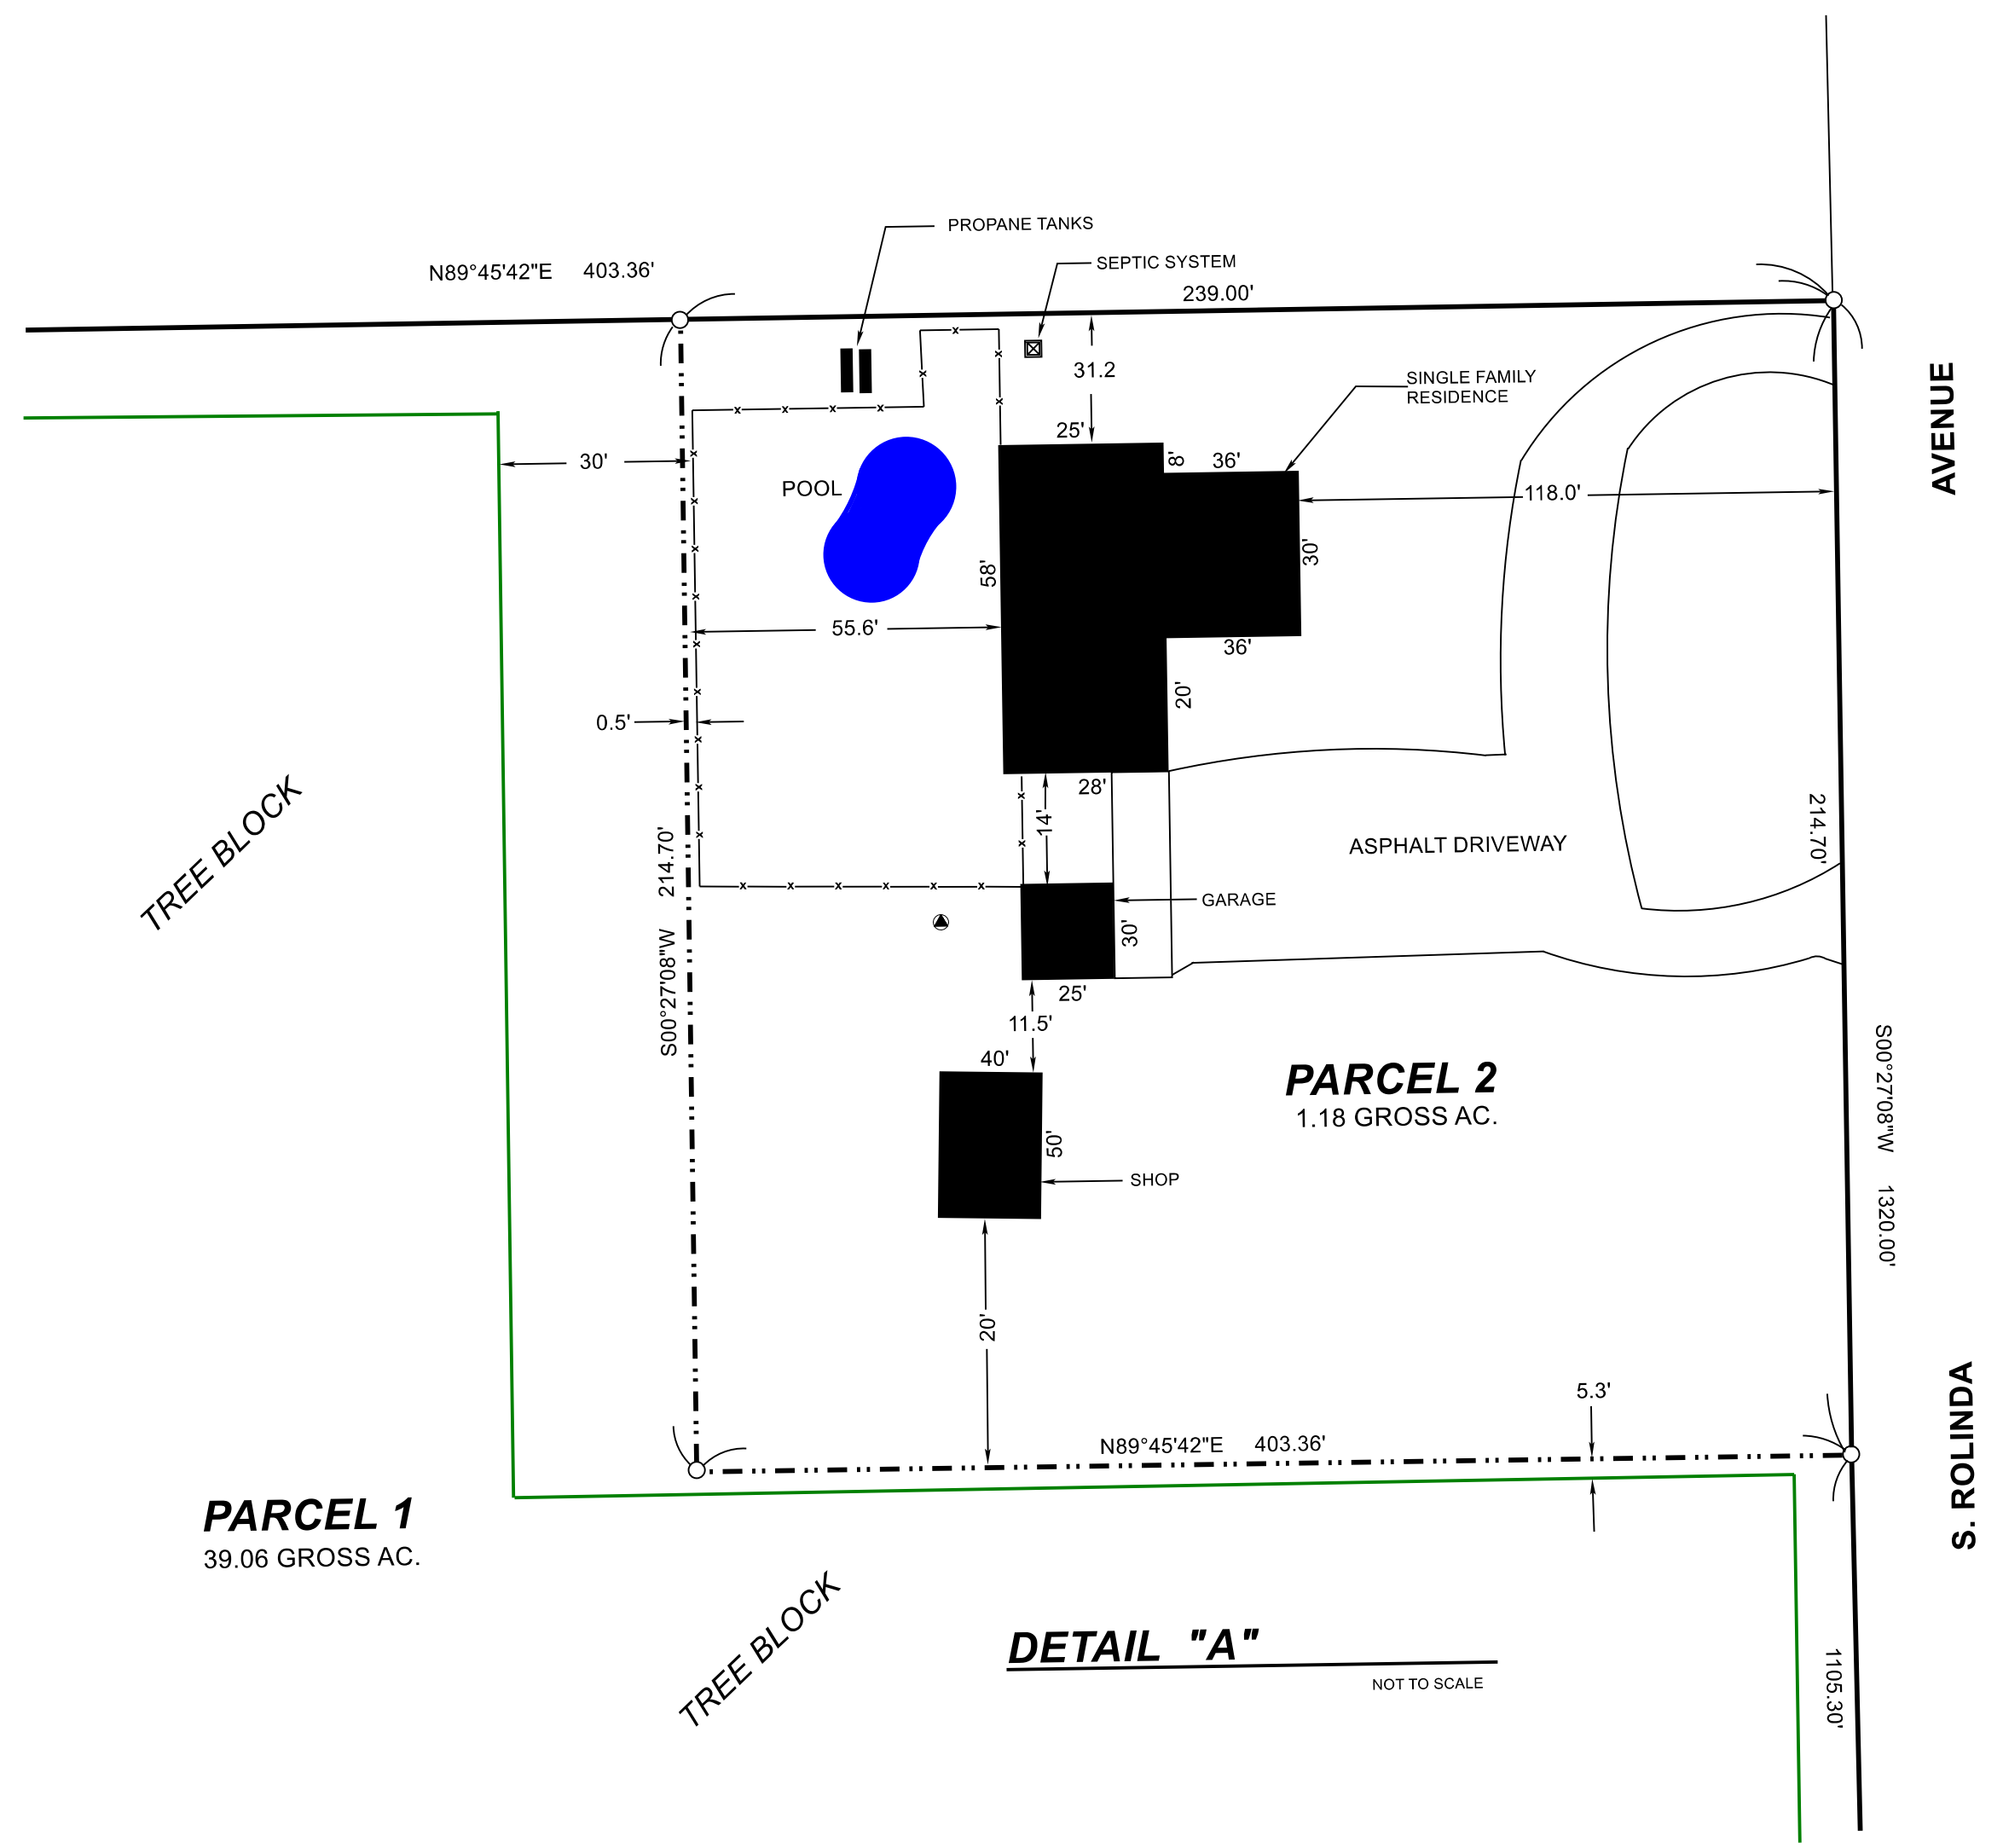 PROPANE TANKS
SEPTIC SYSTEM
N89°45'42"E 403.36'
239.00'
31.2
SINGLE FAMILY
RESIDENCE
AVENUE
25'
8'
36'
30'
118.0'
POOL
58'
30'
55.6'
36'
20'
0.5'
28'
14'
214.70'
ASPHALT DRIVEWAY
TREE BLOCK
S00°27'08"W 214.70'
GARAGE
30'
25'
11.5'
40'
PARCEL 2
1.18 GROSS AC.
S00°27'08"W 1320.00'
50'
SHOP
20'
5.3'
N89°45'42"E 403.36'
S. ROLINDA
PARCEL 1
39.06 GROSS AC.
TREE BLOCK
DETAIL "A"
NOT TO SCALE
1105.30'